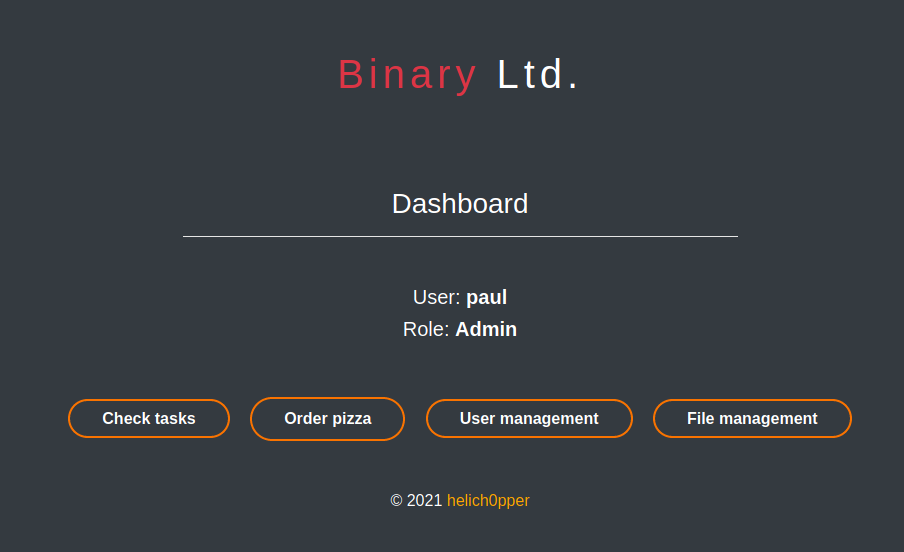 Binary Ltd.
Dashboard
User: paul
Role: Admin
Check tasks
Order pizza
User management
File management
© 2021 helich0pper